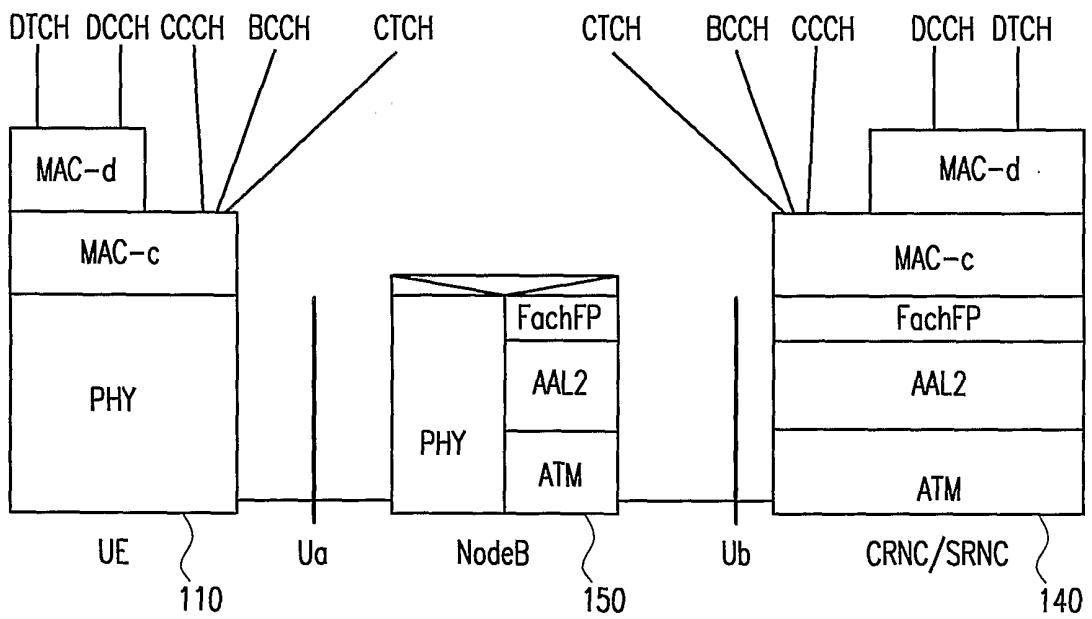 DTCH DCCH CCCH BCCH CTCH CTCH BCCH CCCH DCCH DTCH
MAC-d MAC-d
MAC-c MAC-c
FachFP FachFP
PHY AAL2 AAL2
PHY ATM ATM
UE Ua NodeB Ub CRNC/SRNC
110 150 140